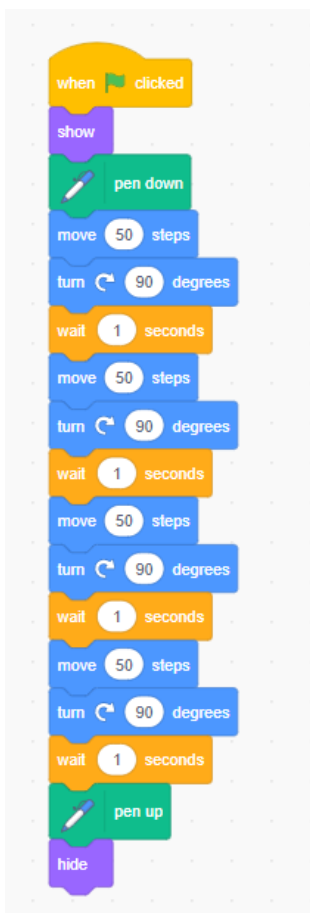 when clicked
show
pen down
move 50 steps
turn 90 degrees
wait 1 seconds
move 50 steps
turn 90 degrees
wait 1 seconds
move 50 steps
turn 90 degrees
wait 1 seconds
move 50 steps
turn 90 degrees
wait 1 seconds
pen up
hide